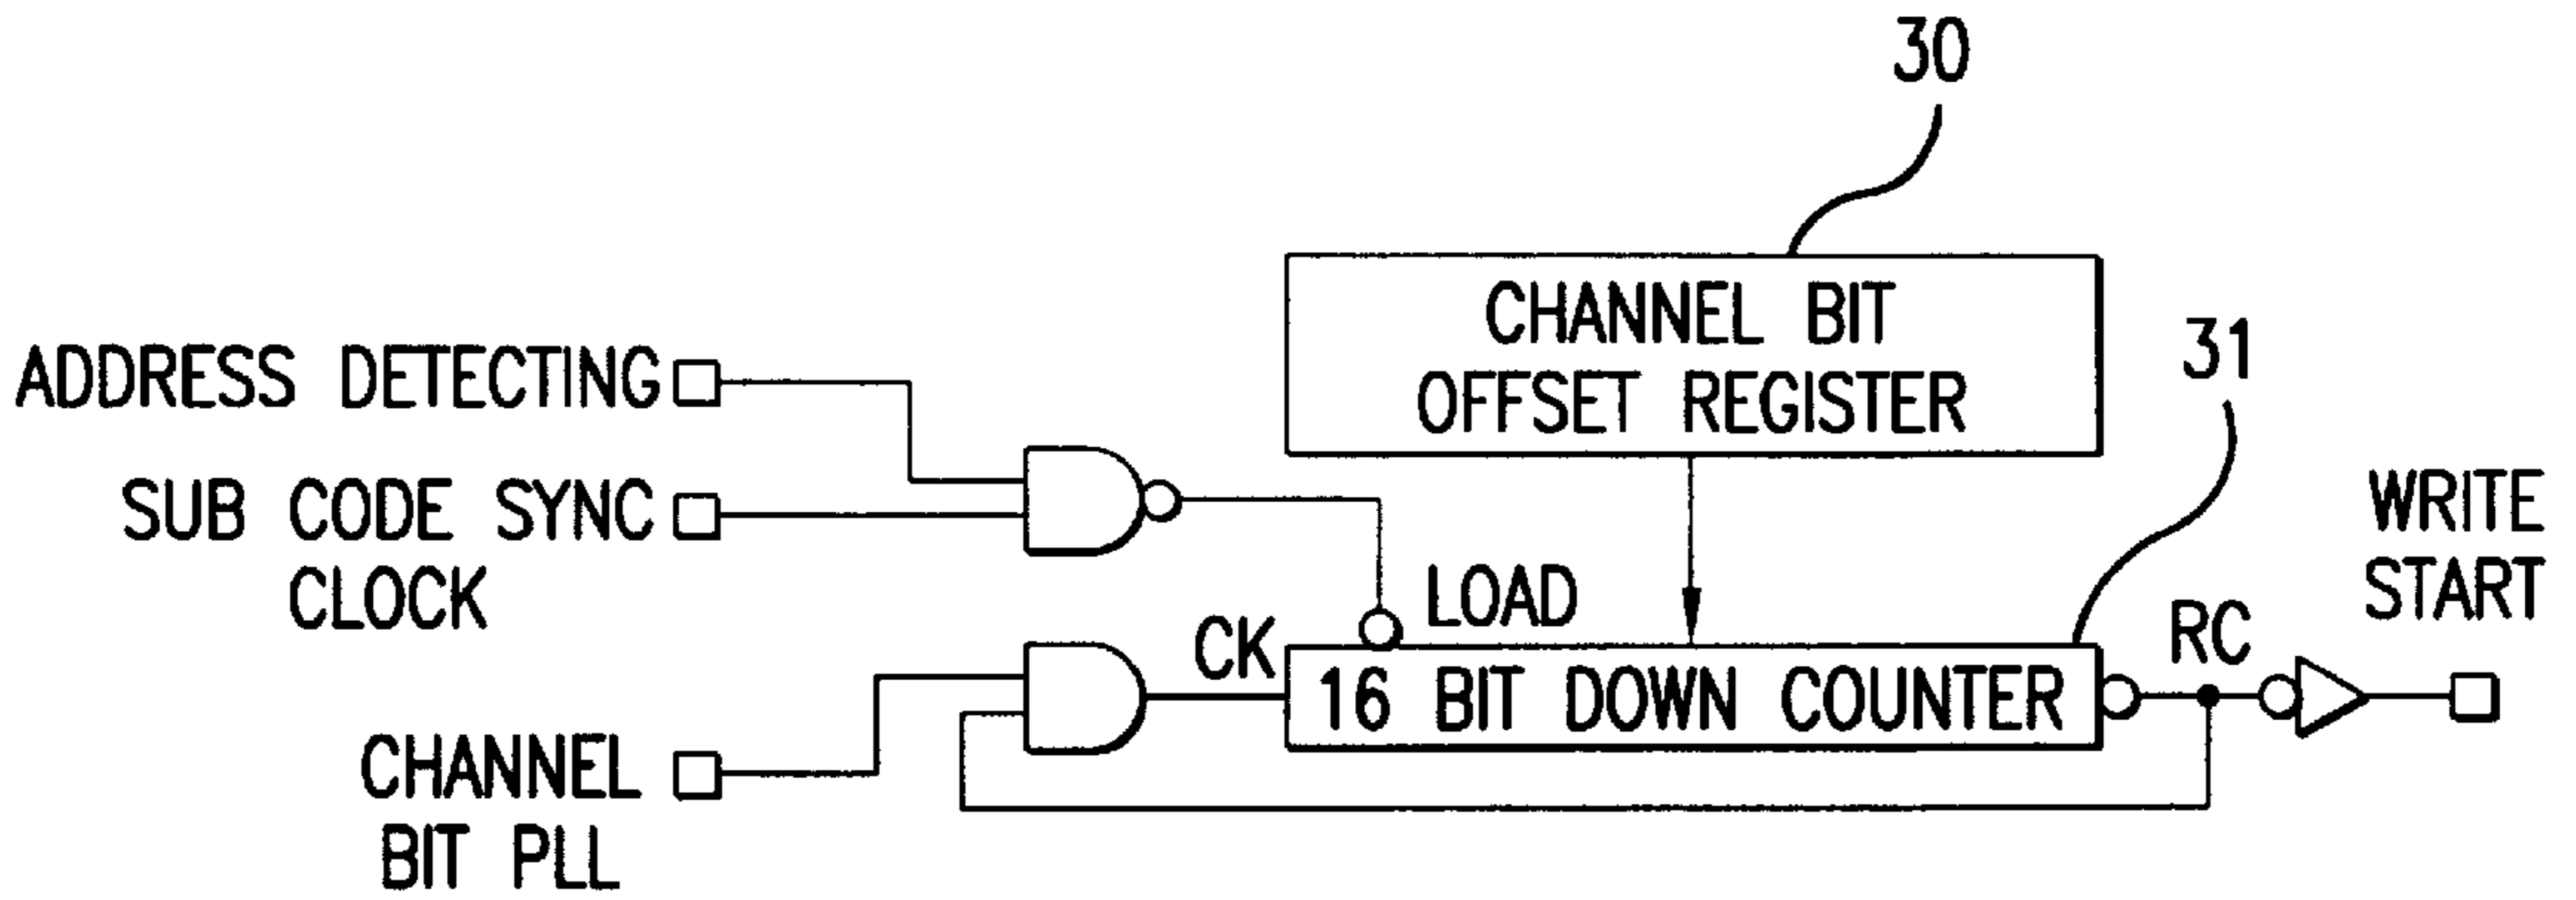 30
CHANNEL BIT
OFFSET REGISTER
31
ADDRESS DETECTING
SUB CODE SYNC
CLOCK
WRITE
START
LOAD
RC
CK
16 BIT DOWN COUNTER
CHANNEL
BIT PLL